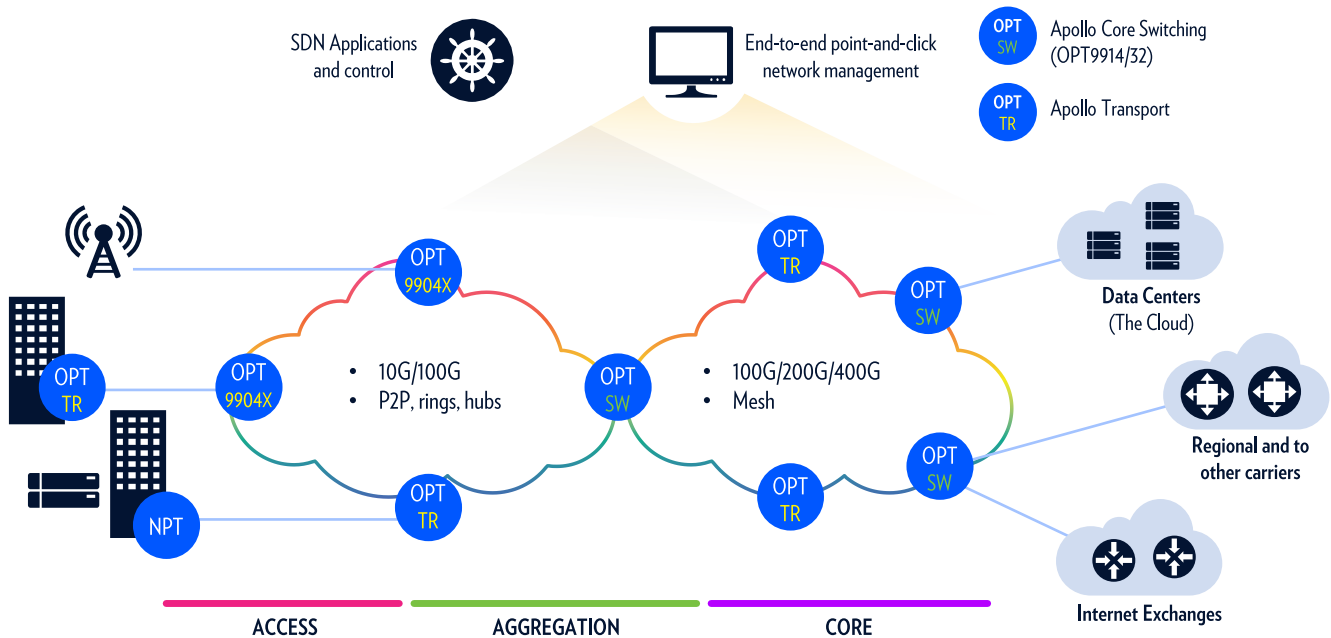 SDN Applications
and control
End-to-end point-and-click
network management
OPT
SW
Apollo Core Switching
(OPT9914/32)
OPT
TR
Apollo Transport
OPT
9904X
OPT
TR
OPT
SW
Data Centers
(The Cloud)
OPT
TR
OPT
9904X
• 10G/100G
• P2P, rings, hubs
OPT
SW
• 100G/200G/400G
• Mesh
Regional and to
other carriers
NPT
OPT
TR
OPT
TR
OPT
SW
Internet Exchanges
ACCESS
AGGREGATION
CORE